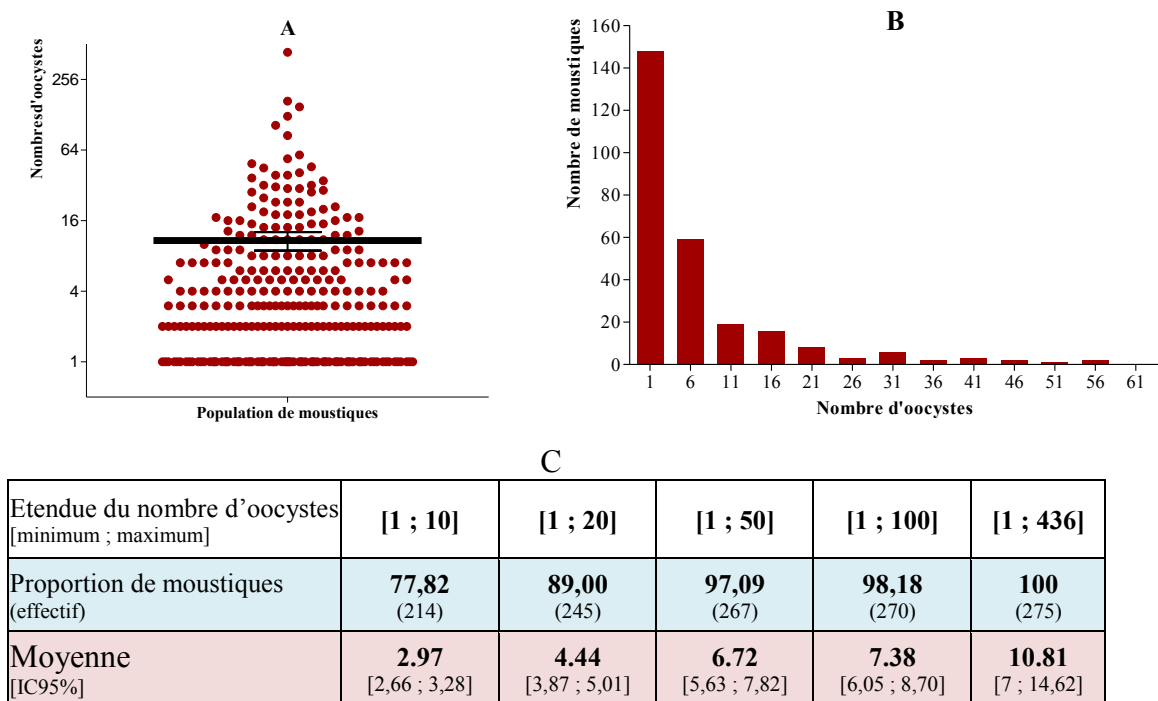 A
Nombresd'oocystes
256
64
16
4
1
Population de moustiques
B
Nombre de moustiques
160
140
120
100
80
60
40
20
0
1 6 11 16 21 26 31 36 41 46 51 56 61
Nombre d'oocystes
C
Etendue du nombre d'oocystes [1 ; 10] [1 ; 20] [1 ; 50] [1 ; 100] [1 ; 436]
[minimum ; maximum]
Proportion de moustiques 77,82 89,00 97,09 98,18 100
(effectif) (214) (245) (267) (270) (275)
Moyenne 2.97 4.44 6.72 7.38 10.81
[IC95%] [2,66 ; 3,28] [3,87 ; 5,01] [5,63 ; 7,82] [6,05 ; 8,70] [7 ; 14,62]